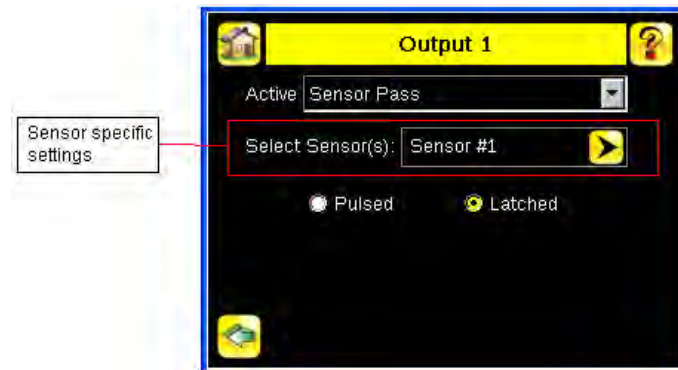 Output 1
?
Active Sensor Pass
Sensor specific
settings
Select Sensor(s): Sensor #1
Pulsed Latched